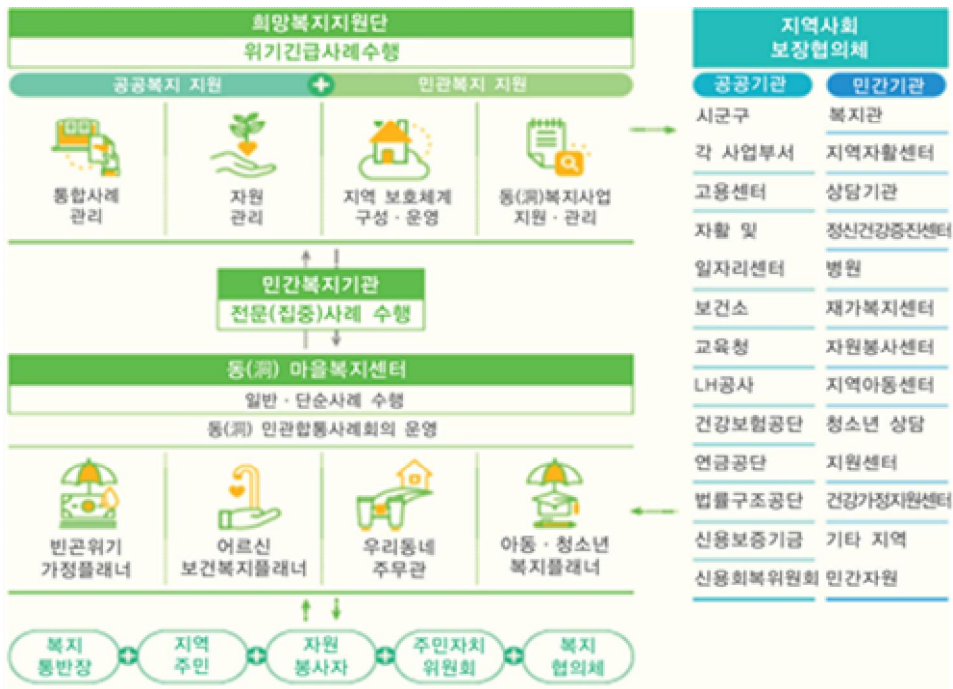 희망복지지원단
위기긴급사례수행
공공복지 지원
민관복지 지원
통합사례
관리
자원
관리
지역 보호체계
구성·운영
동(洞)복지사업
지원·관리
민간복지기관
전문(집중)사례 수행
동(洞) 마을복지센터
일반·단순사례 수행
동(洞) 민관합통사례회의 운영
빈곤위기
가정플래너
어르신
보건복지플래너
우리동네
주무관
아동·청소년
복지플래너
복지
통반장
지역
주민
자원
봉사자
주민자치
위원회
복지
협의체
지역사회
보장협의체
공공기관
시군구
각 사업부서
고용센터
자활 및
일자리센터
보건소
교육청
LH공사
건강보험공단
연금공단
법률구조공단
신용보증기금
신용회복위원회
민간기관
복지관
지역자활센터
상담기관
정신건강증진센터
병원
재가복지센터
자원봉사센터
지역아동센터
청소년 상담
지원센터
건강가정지원센터
기타 지역
민간자원